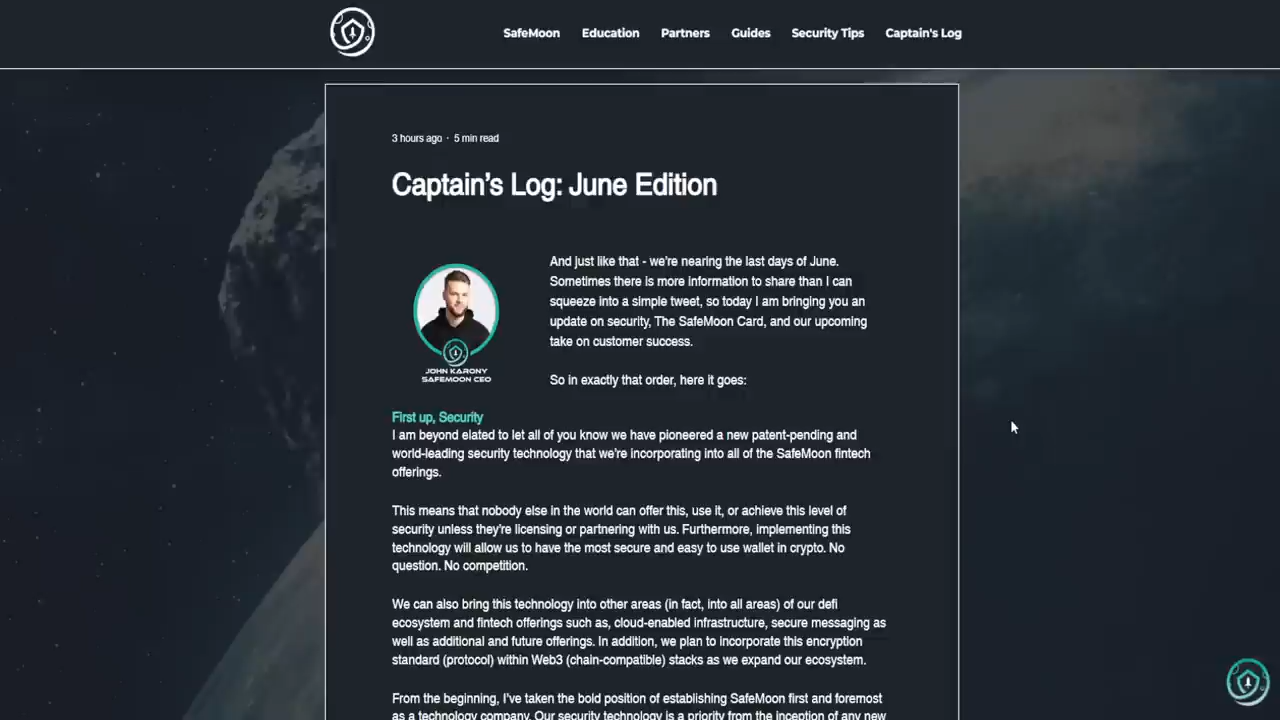 SafeMoon Education Partners Guides Security Tips Captain's Log
3 hours ago · 5 min read
Captain’s Log: June Edition
And just like that - we’re nearing the last days of June.
Sometimes there is more information to share than I can
squeeze into a simple tweet, so today I am bringing you an
update on security, The SafeMoon Card, and our upcoming
take on customer success.
JOHN KARONY
SAFEMOON CEO
So in exactly that order, here it goes:
First up, Security
I am beyond elated to let all of you know we have pioneered a new patent-pending and
world-leading security technology that we’re incorporating into all of the SafeMoon fintech
offerings.
This means that nobody else in the world can offer this, use it, or achieve this level of
security unless they’re licensing or partnering with us. Furthermore, implementing this
technology will allow us to have the most secure and easy to use wallet in crypto. No
question. No competition.
We can also bring this technology into other areas (in fact, into all areas) of our defi
ecosystem and fintech offerings such as, cloud-enabled infrastructure, secure messaging as
well as additional and future offerings. In addition, we plan to incorporate this encryption
standard (protocol) within Web3 (chain-compatible) stacks as we expand our ecosystem.
From the beginning, I’ve taken the bold position of establishing SafeMoon first and foremost
as a technology company. Our security technology is a priority from the inception of any new